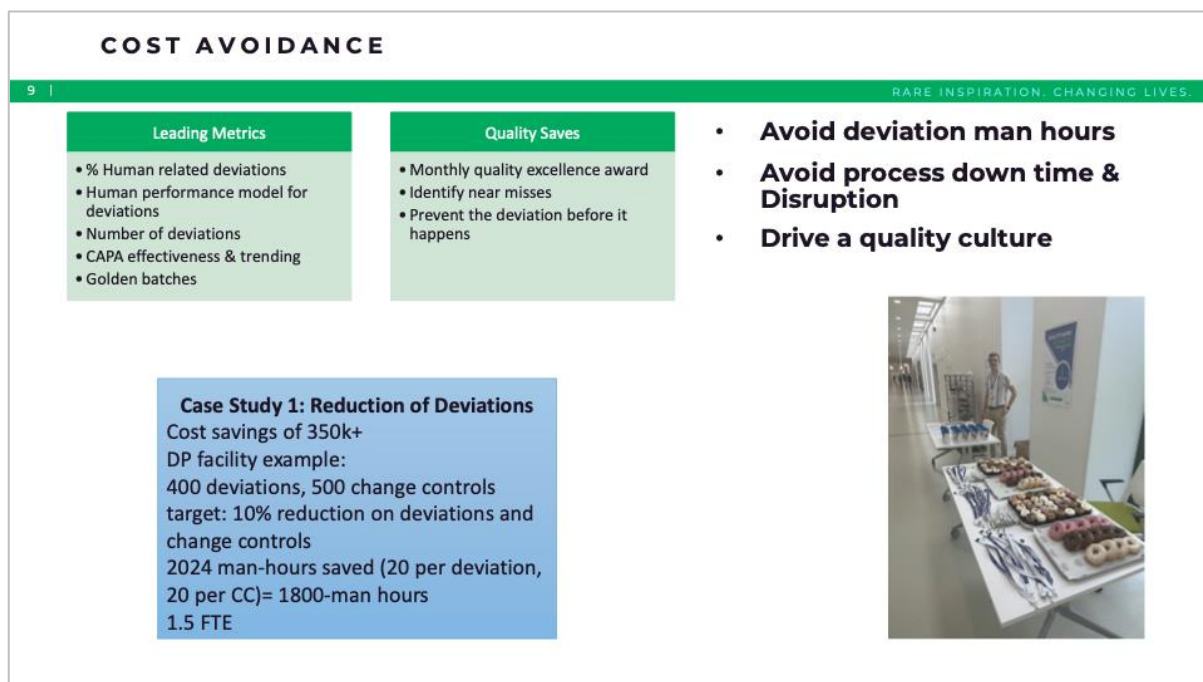 COST AVOIDANCE
9 |
RARE INSPIRATION. CHANGING LIVES.
Leading Metrics
• % Human related deviations
• Human performance model for
deviations
• Number of deviations
• CAPA effectiveness & trending
• Golden batches
Quality Saves
• Monthly quality excellence award
• Identify near misses
• Prevent the deviation before it
happens
• Avoid deviation man hours
• Avoid process down time &
Disruption
• Drive a quality culture
Case Study 1: Reduction of Deviations
Cost savings of 350k+
DP facility example:
400 deviations, 500 change controls
target: 10% reduction on deviations and
change controls
2024 man-hours saved (20 per deviation,
20 per CC)= 1800-man hours
1.5 FTE